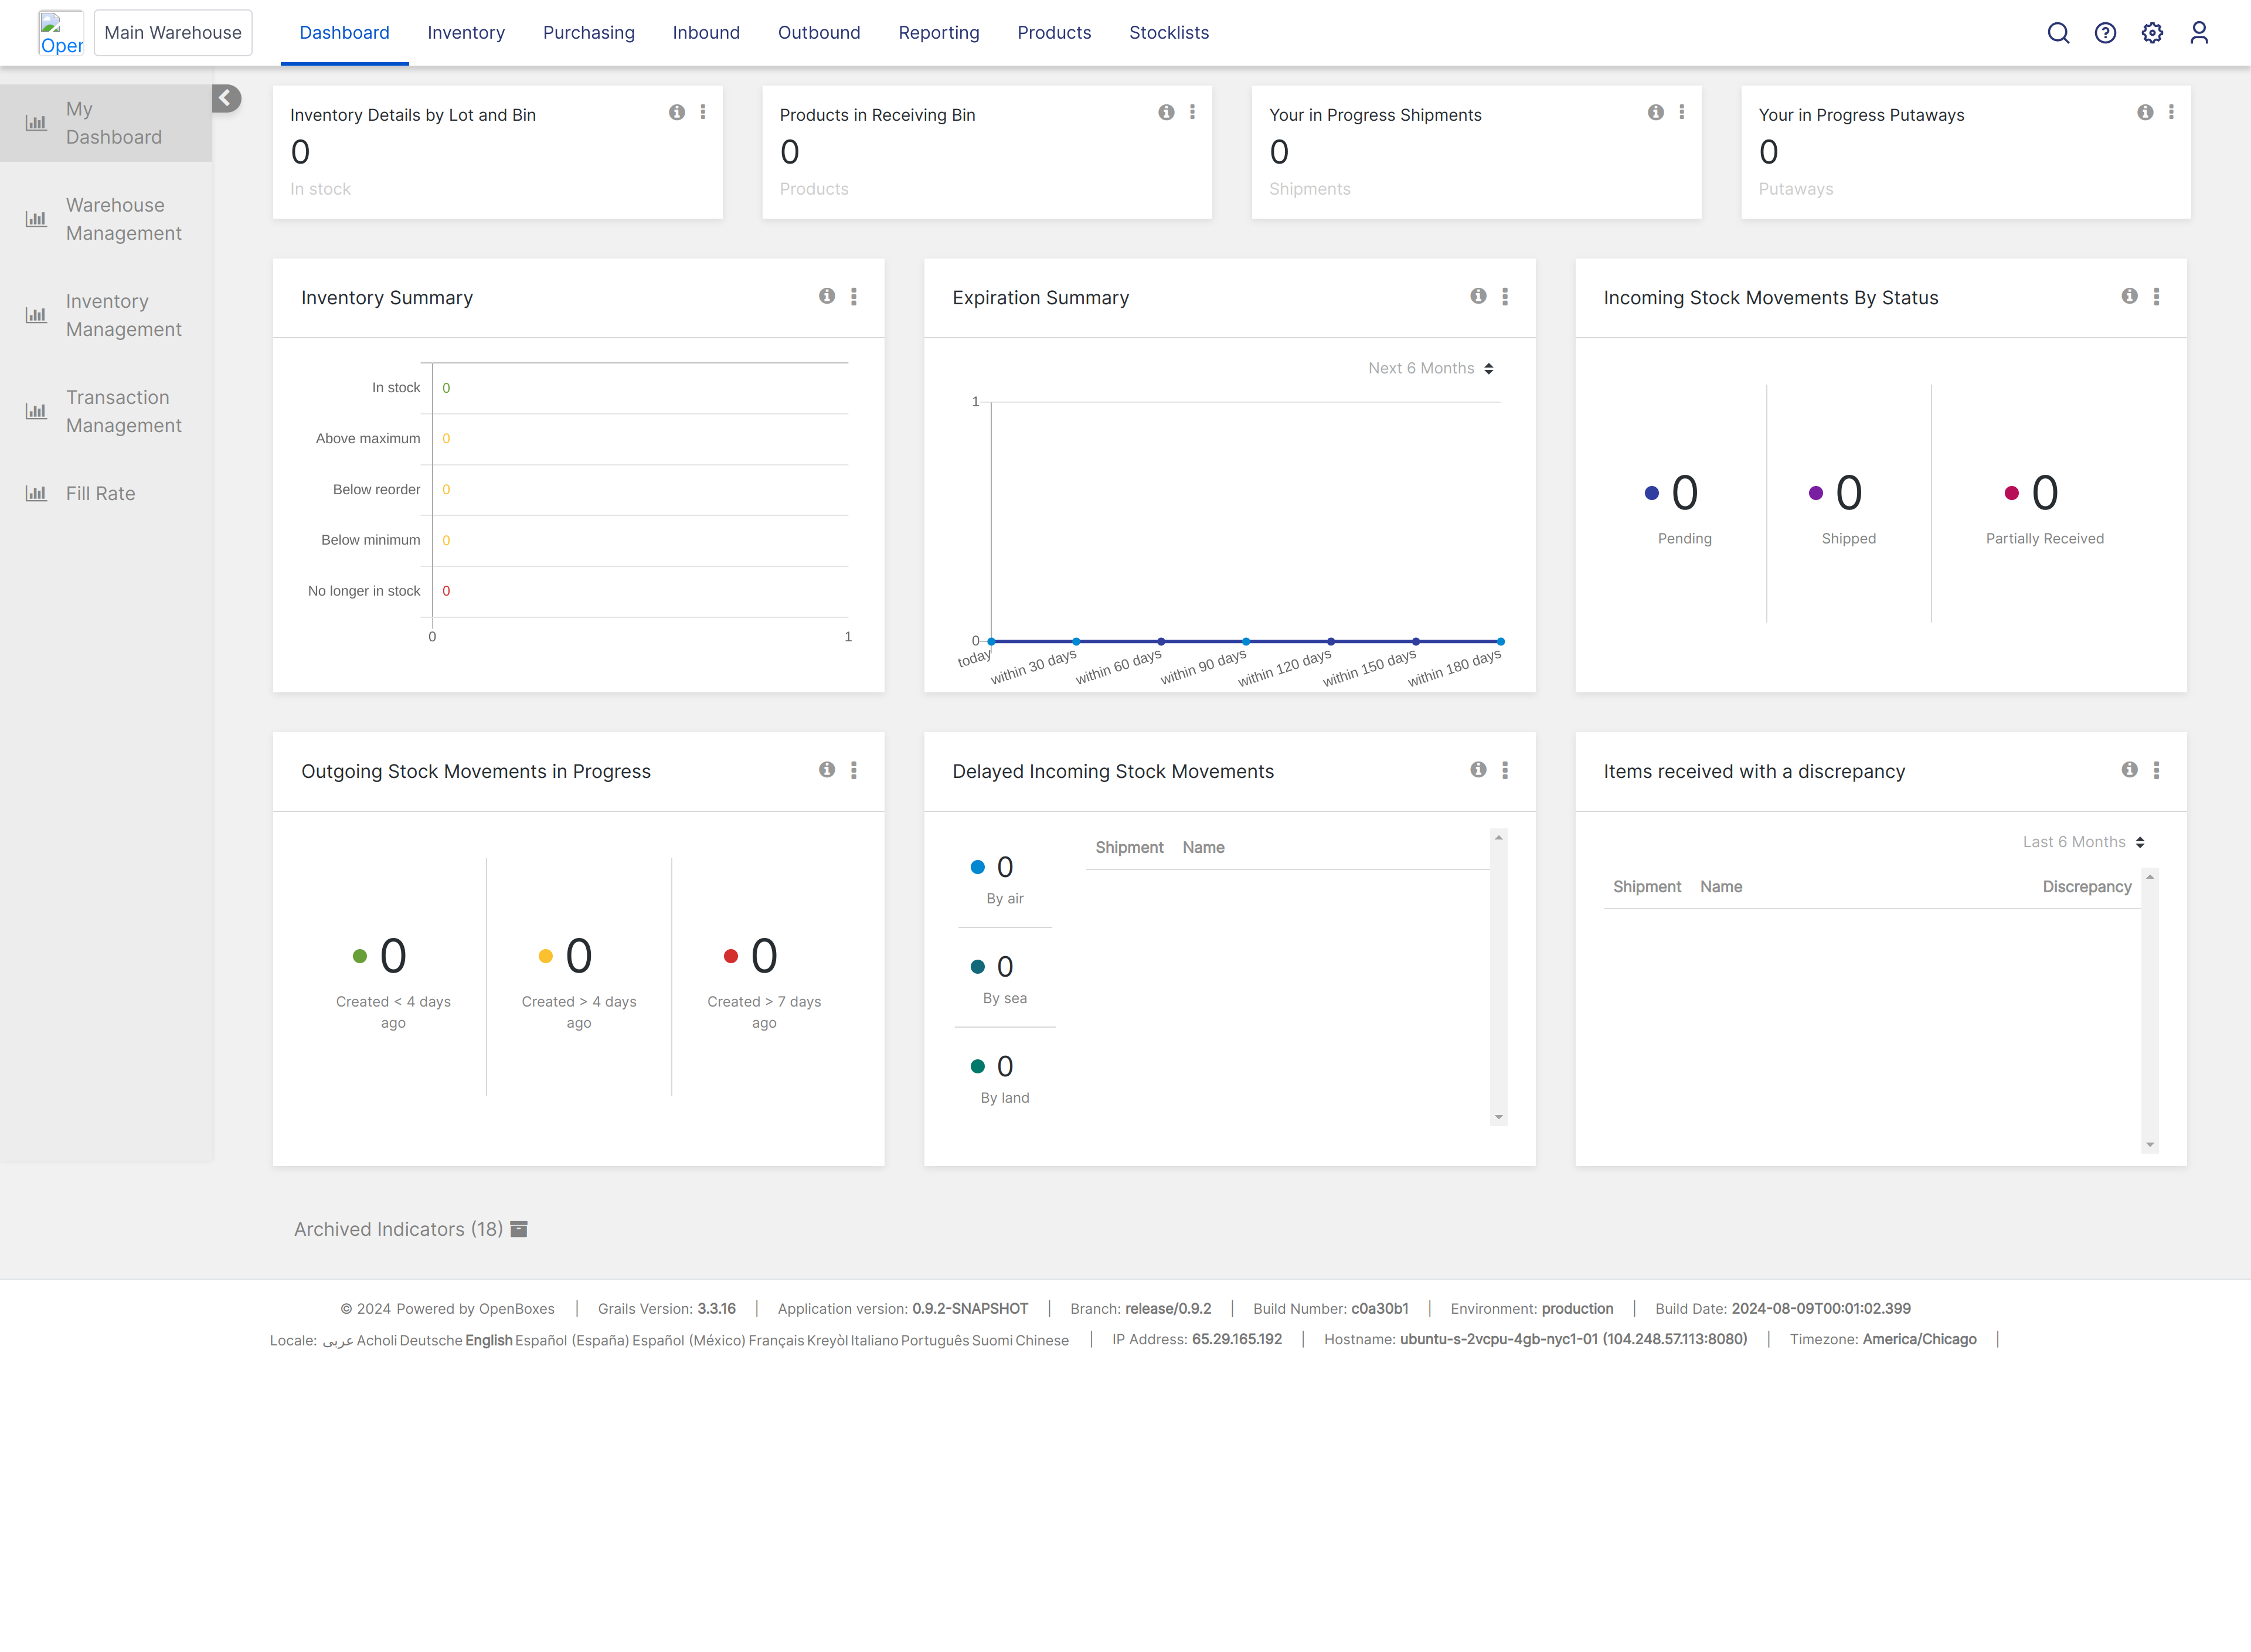 Oper
Main Warehouse
Dashboard
Inventory
Purchasing
Inbound
Outbound
Reporting
Products
Stocklists
My
Dashboard
Warehouse
Management
Inventory
Management
Transaction
Management
Fill Rate
Inventory Details by Lot and Bin
0
In stock
Products in Receiving Bin
0
Products
Your in Progress Shipments
0
Shipments
Your in Progress Putaways
0
Putaways
Inventory Summary
In stock 0
Above maximum 0
Below reorder 0
Below minimum 0
No longer in stock 0
0 1
Expiration Summary
Next 6 Months
1
0
today within 30 days within 60 days within 90 days within 120 days within 150 days within 180 days
Incoming Stock Movements By Status
0
Pending
0
Shipped
0
Partially Received
Outgoing Stock Movements in Progress
0
Created < 4 days
ago
0
Created > 4 days
ago
0
Created > 7 days
ago
Delayed Incoming Stock Movements
0
By air
0
By sea
0
By land
Shipment Name
Items received with a discrepancy
Last 6 Months
Shipment Name Discrepancy
Archived Indicators (18)
© 2024 Powered by OpenBoxes | Grails Version: 3.3.16 | Application version: 0.9.2-SNAPSHOT | Branch: release/0.9.2 | Build Number: c0a30b1 | Environment: production | Build Date: 2024-08-09T00:01:02.399
Locale: عربى Acholi Deutsche English Español (España) Español (México) Français Kreyòl Italiano Português Suomi Chinese | IP Address: 65.29.165.192 | Hostname: ubuntu-s-2vcpu-4gb-nyc1-01 (104.248.57.113:8080) | Timezone: America/Chicago |